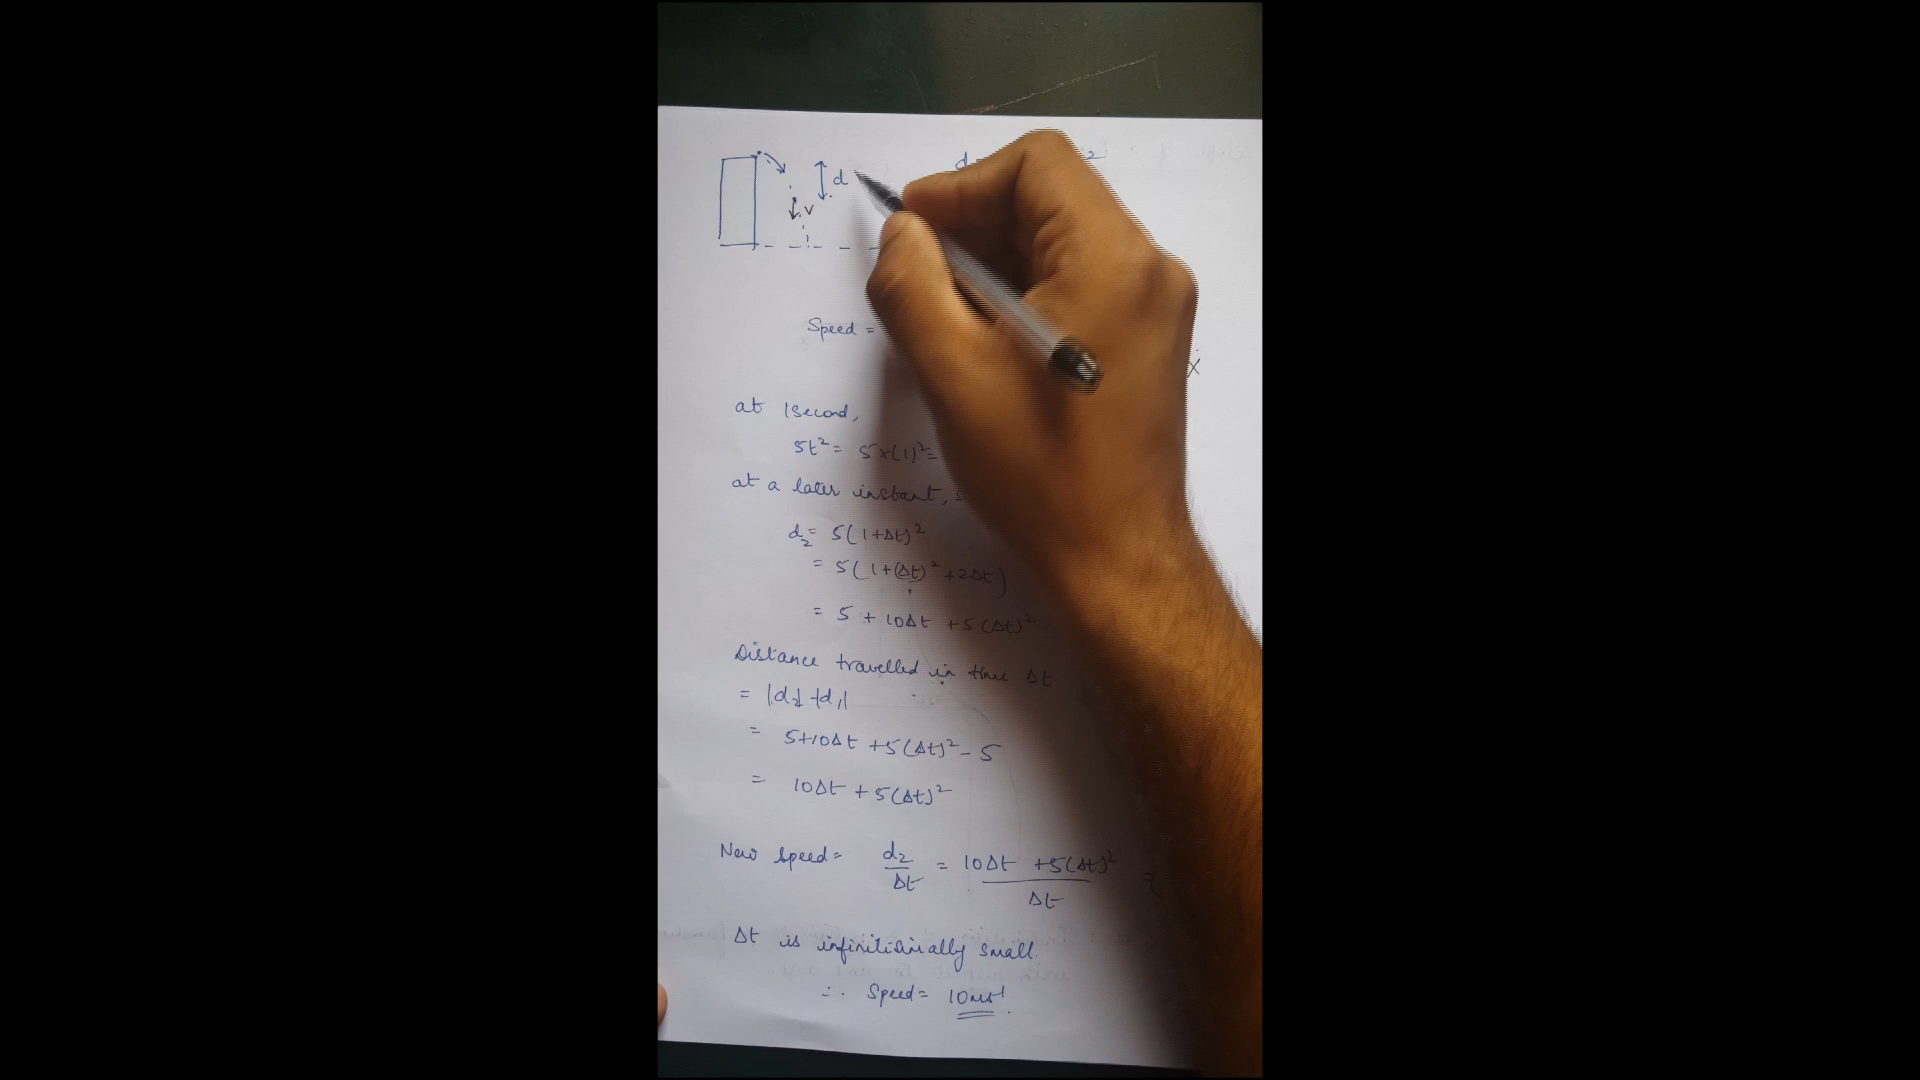 d
d 2
v
Speed =
x
at 1 second,
5t² = 5×(1)² =
at a later instant,
d₂ = 5(1+Δt)²
= 5(1+(Δt)²+2Δt)
= 5 + 10Δt + 5(Δt)²
Distance travelled in time Δt
= |d₂| - |d₁|
= 5+10Δt +5(Δt)² - 5
= 10Δt + 5(Δt)²
New speed = d₂/Δt = 10Δt +5(Δt)²/Δt =
Δt is infinitisimally small.
∴ Speed = 10ms⁻¹.